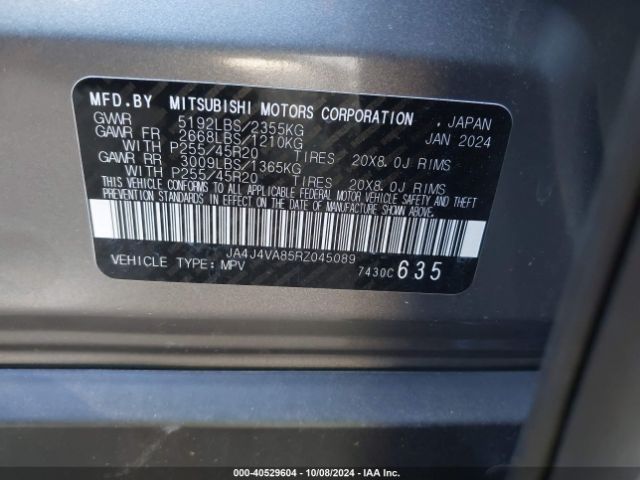 MFD.BY MITSUBISHI MOTORS CORPORATION . JAPAN
GVWR 5192LBS/2355KG JAN 2024
GAWR FR 2668LBS/1210KG
WITH P255/45R20 TIRES 20X8.0J RIMS
GAWR RR 3009LBS/1365KG
WITH P255/45R20 TIRES 20X8.0J RIMS
THIS VEHICLE CONFORMS TO ALL APPLICABLE FEDERAL MOTOR VEHICLE SAFETY AND THEFT
PREVENTION STANDARDS IN EFFECT ON THE DATE OF MANUFACTURE SHOWN ABOVE.
JA4J4VA85RZ045089
VEHICLE TYPE:MPV 7430C 635
000-40529604 | 10/08/2024 | IAA Inc.